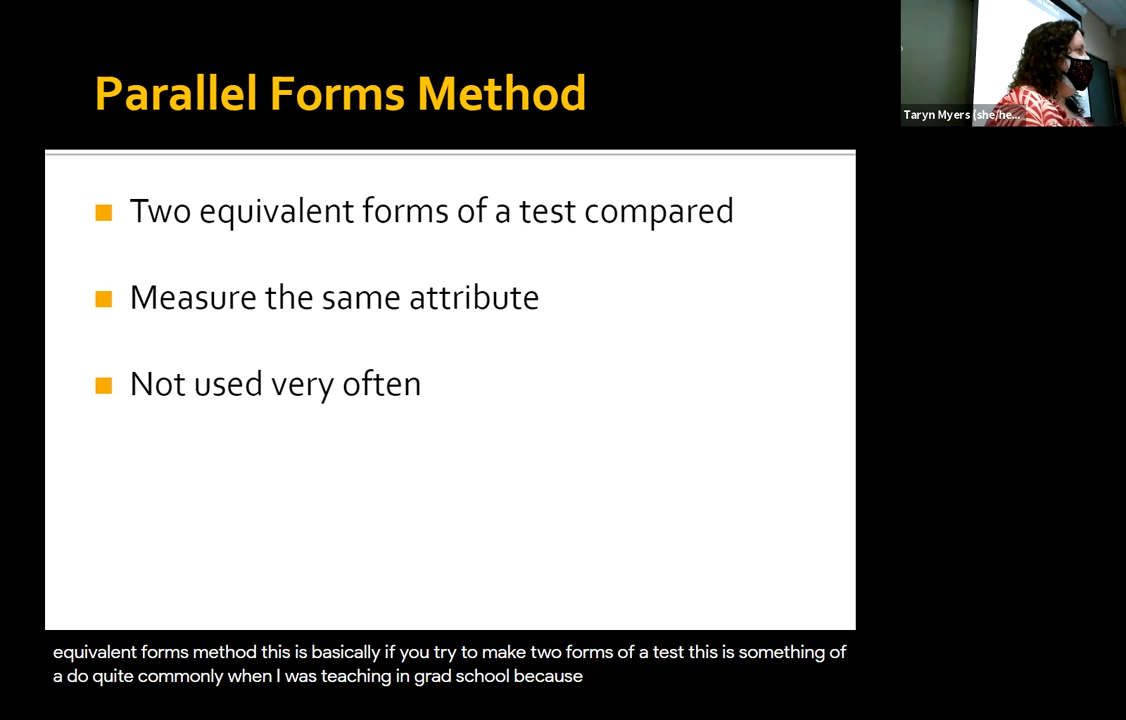 Parallel Forms Method
Taryn Myers (she/he...
Two equivalent forms of a test compared
Measure the same attribute
Not used very often
equivalent forms method this is basically if you try to make two forms of a test this is something of
a do quite commonly when I was teaching in grad school because